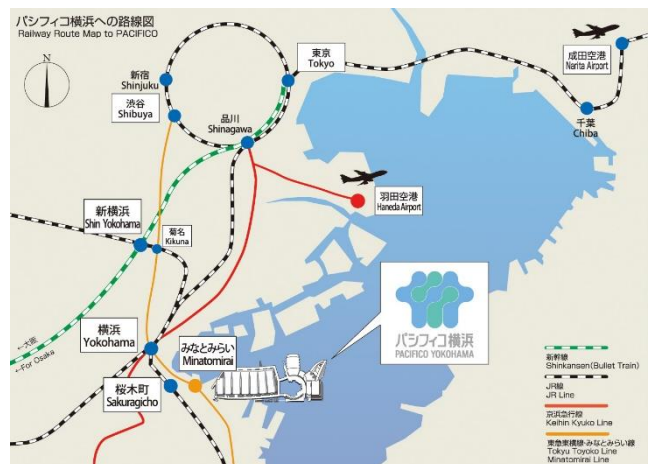 パシフィコ横浜への路線図
Railway Route Map to PACIFICO
N
新宿
Shinjuku
渋谷
Shibuya
東京
Tokyo
成田空港
Narita Airport
千葉
Chiba
品川
Shinagawa
羽田空港
Haneda Airport
新横浜
Shin Yokohama
菊名
Kikuna
←大阪
←For Osaka
横浜
Yokohama
みなとみらい
Minatomirai
桜木町
Sakuragicho
パシフィコ横浜
PACIFICO YOKOHAMA
新幹線
Shinkansen(Bullet Train)
JR線
JR Line
京浜急行線
Keihin Kyuko Line
東急東横線・みなとみらい線
Tokyu Toyoko Line
Minatomirai Line